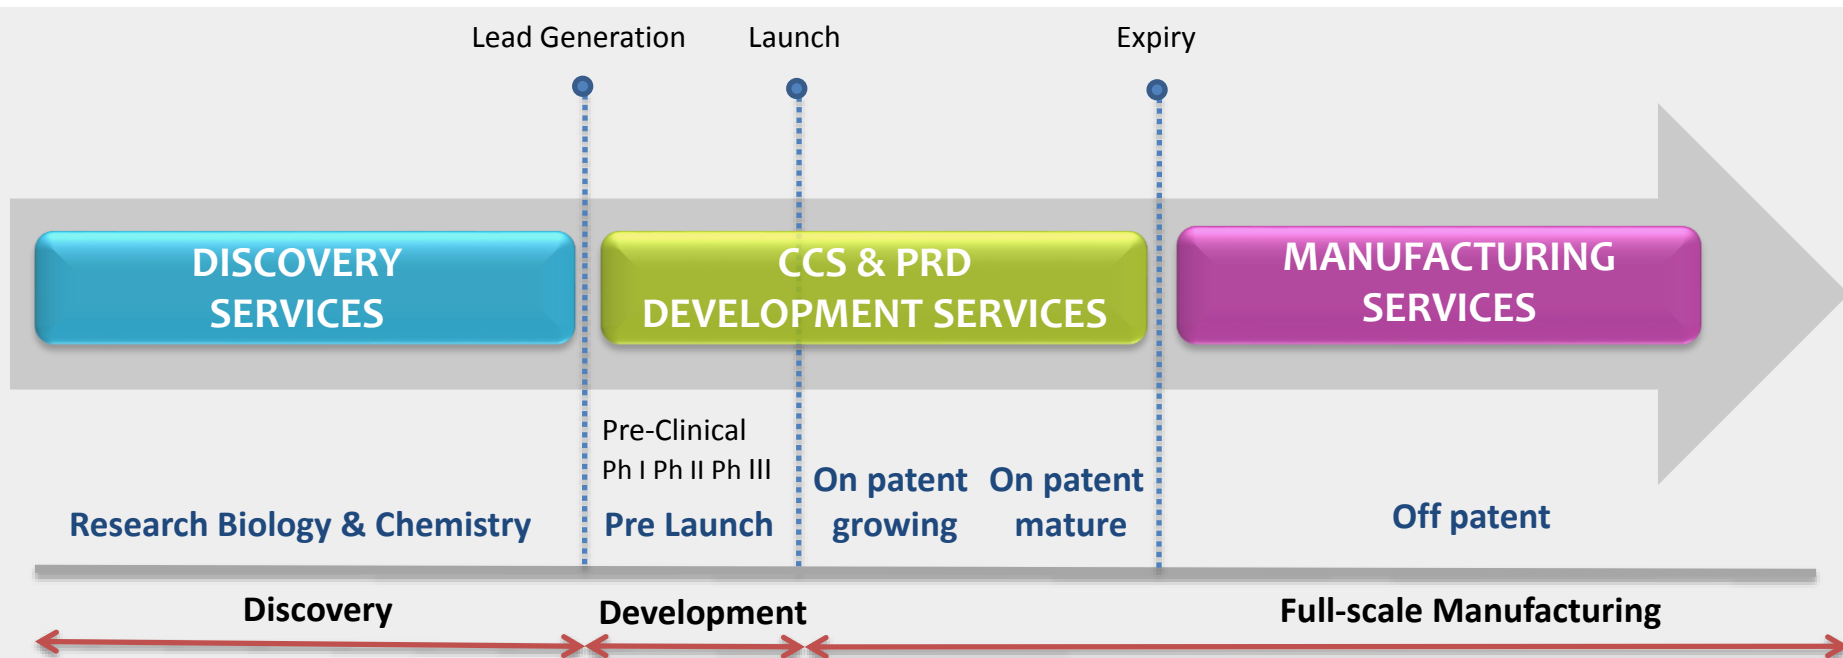 Lead Generation
Launch
Expiry
DISCOVERY
SERVICES
CCS & PRD
DEVELOPMENT SERVICES
MANUFACTURING
SERVICES
Pre-Clinical
Ph I Ph II Ph III
Research Biology & Chemistry
Pre Launch
On patent
growing
On patent
mature
Off patent
Discovery
Development
Full-scale Manufacturing